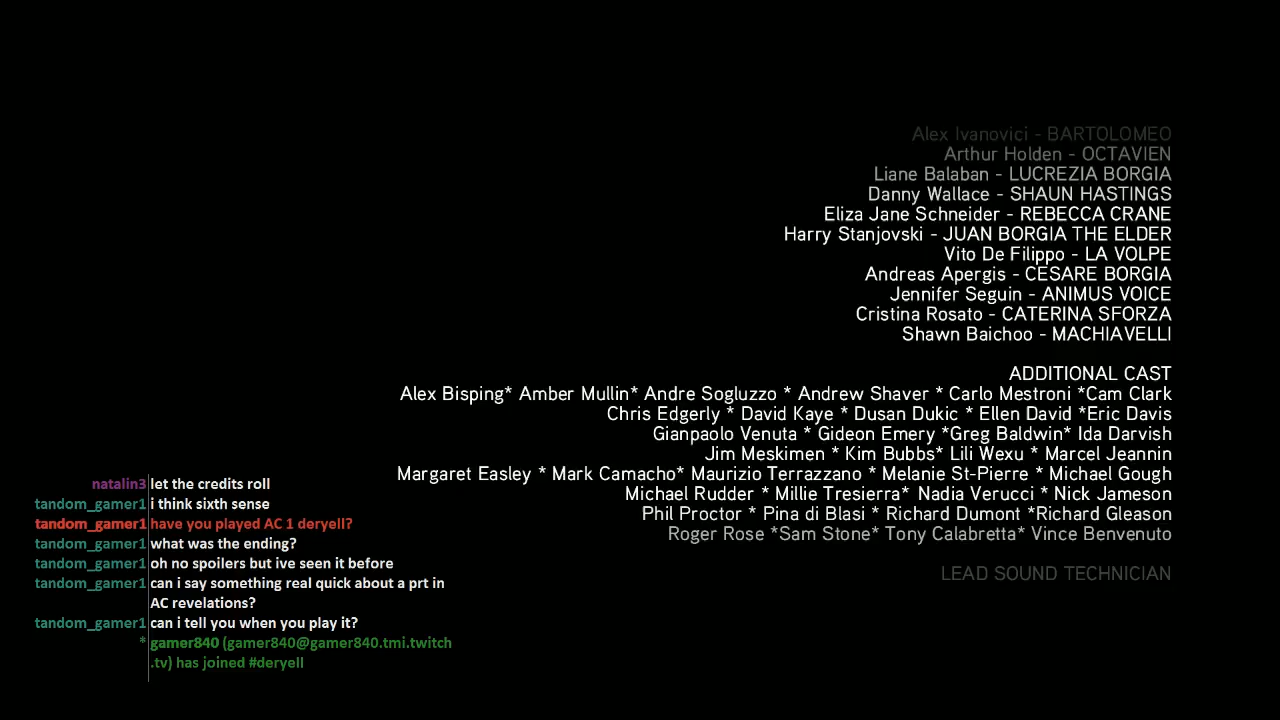 Alex Ivanovici - BARTOLOMEO
Arthur Holden - OCTAVIEN
Liane Balaban - LUCREZIA BORGIA
Danny Wallace - SHAUN HASTINGS
Eliza Jane Schneider - REBECCA CRANE
Harry Stanjovski - JUAN BORGIA THE ELDER
Vito De Filippo - LA VOLPE
Andreas Apergis - CESARE BORGIA
Jennifer Seguin - ANIMUS VOICE
Cristina Rosato - CATERINA SFORZA
Shawn Baichoo - MACHIAVELLI
ADDITIONAL CAST
Alex Bisping* Amber Mullin* Andre Sogluzzo * Andrew Shaver * Carlo Mestroni *Cam Clark
Chris Edgerly * David Kaye * Dusan Dukic * Ellen David *Eric Davis
Gianpaolo Venuta * Gideon Emery *Greg Baldwin* Ida Darvish
Jim Meskimen * Kim Bubbs* Lili Wexu * Marcel Jeannin
Margaret Easley * Mark Camacho* Maurizio Terrazzano * Melanie St-Pierre * Michael Gough
Michael Rudder * Millie Tresierra* Nadia Verucci * Nick Jameson
Phil Proctor * Pina di Blasi * Richard Dumont *Richard Gleason
Roger Rose *Sam Stone* Tony Calabretta* Vince Benvenuto
LEAD SOUND TECHNICIAN
natalin3 let the credits roll
tandom_gamer1 i think sixth sense
tandom_gamer1 have you played AC 1 deryell?
tandom_gamer1 what was the ending?
tandom_gamer1 oh no spoilers but ive seen it before
tandom_gamer1 can i say something real quick about a prt in
AC revelations?
tandom_gamer1 can i tell you when you play it?
* gamer840 (gamer840@gamer840.tmi.twitch
.tv) has joined #deryell